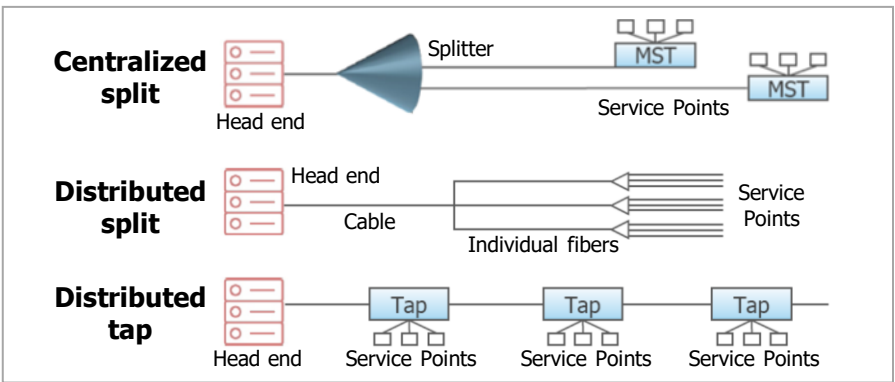 Centralized
split
Head end
Splitter
MST
MST
Service Points
Distributed
split
Head end
Cable
Individual fibers
Service
Points
Distributed
tap
Head end
Tap
Tap
Tap
Service Points
Service Points
Service Points